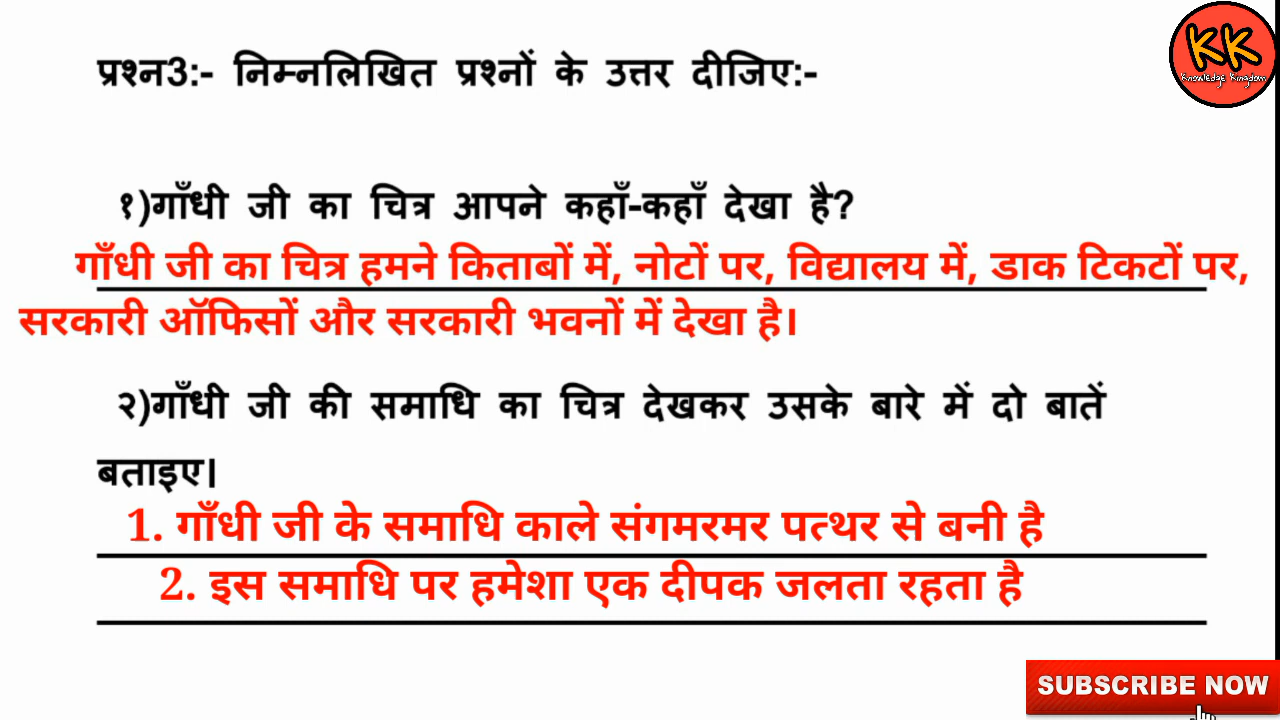 KK
Knowledge Kingdom
प्रश्न3:- निम्नलिखित प्रश्नों के उत्तर दीजिए:-
१)गाँधी जी का चित्र आपने कहाँ-कहाँ देखा है?
गाँधी जी का चित्र हमने किताबों में, नोटों पर, विद्यालय में, डाक टिकटों पर,
सरकारी ऑफिसों और सरकारी भवनों में देखा है।
२)गाँधी जी की समाधि का चित्र देखकर उसके बारे में दो बातें
बताइए।
1. गाँधी जी के समाधि काले संगमरमर पत्थर से बनी है
2. इस समाधि पर हमेशा एक दीपक जलता रहता है
SUBSCRIBE NOW